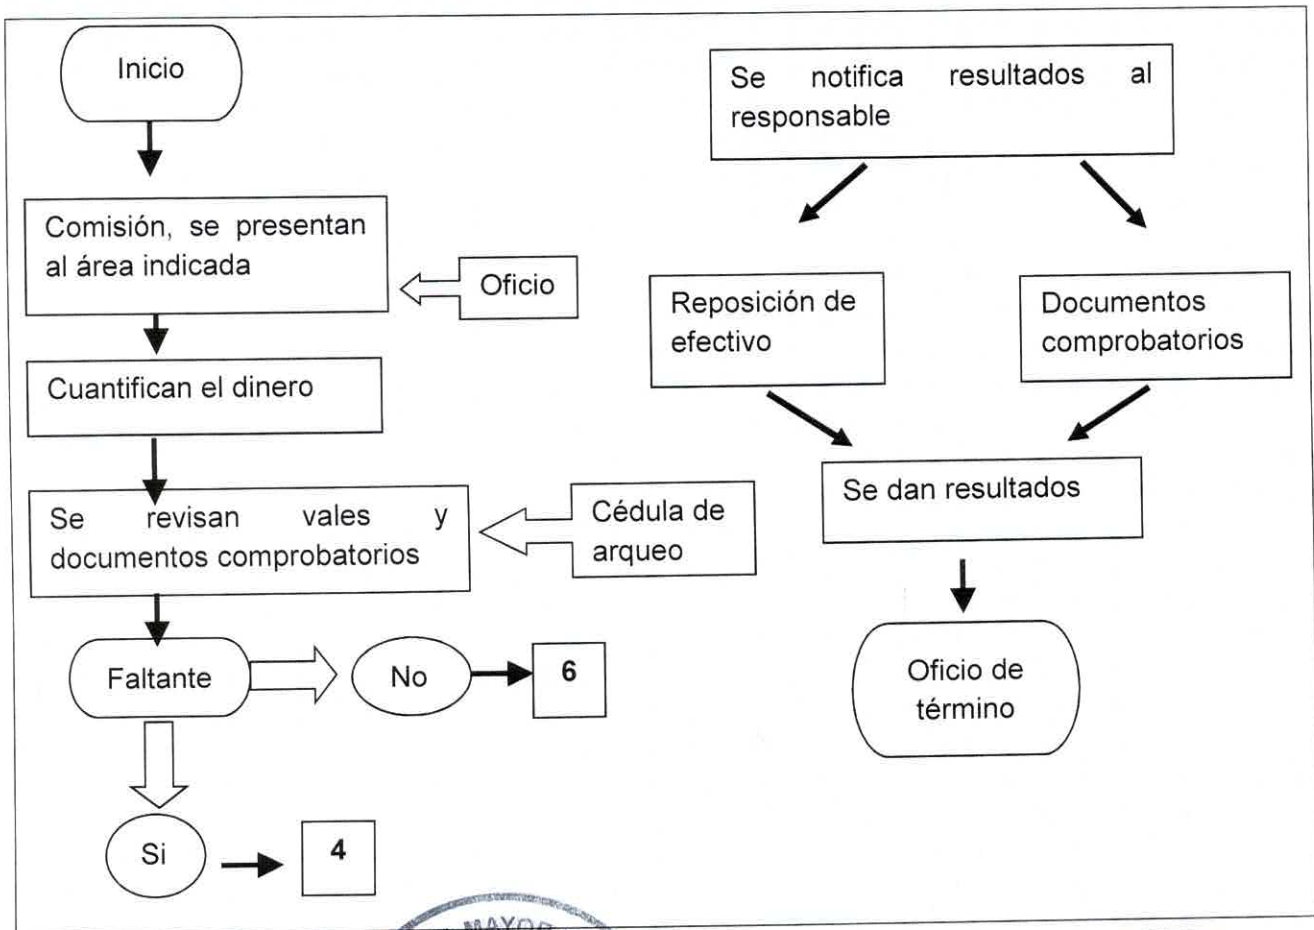 Inicio
Comisión, se presentan
al área indicada
Oficio
Cuantifican el dinero
Se revisan vales y
documentos comprobatorios
Cédula de
arqueo
Faltante
No
6
Si
4
Se notifica resultados al
responsable
Reposición de
efectivo
Documentos
comprobatorios
Se dan resultados
Oficio de
término
MAYOR